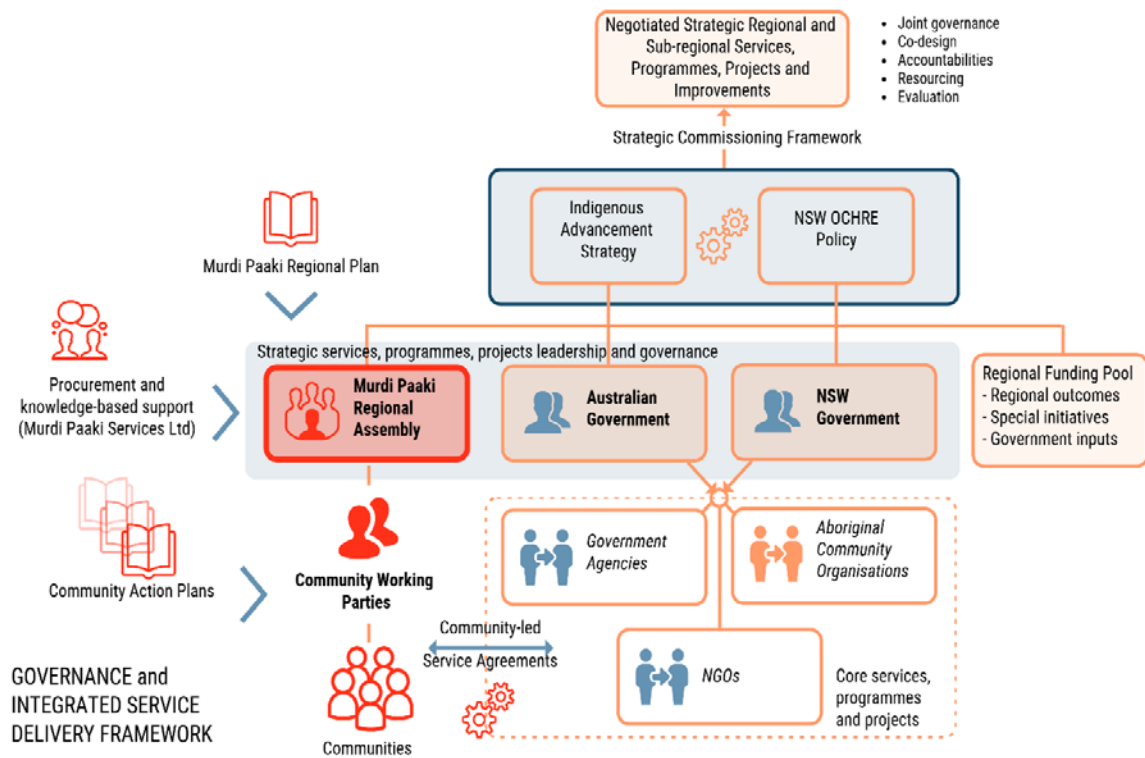 Negotiated Strategic Regional and
Sub-regional Services,
Programmes, Projects and
Improvements
• Joint governance
• Co-design
• Accountabilities
• Resourcing
• Evaluation
Strategic Commissioning Framework
Indigenous
Advancement
Strategy
NSW OCHRE
Policy
Murdi Paaki Regional Plan
Strategic services, programmes, projects leadership and governance
Procurement and
knowledge-based support
(Murdi Paaki Services Ltd)
Murdi Paaki
Regional
Assembly
Australian
Government
NSW
Government
Regional Funding Pool
- Regional outcomes
- Special initiatives
- Government inputs
Community Action Plans
Community Working
Parties
Government
Agencies
Aboriginal
Community
Organisations
Community-led
Service Agreements
NGOs
Core services,
programmes
and projects
Communities
GOVERNANCE and
INTEGRATED SERVICE
DELIVERY FRAMEWORK